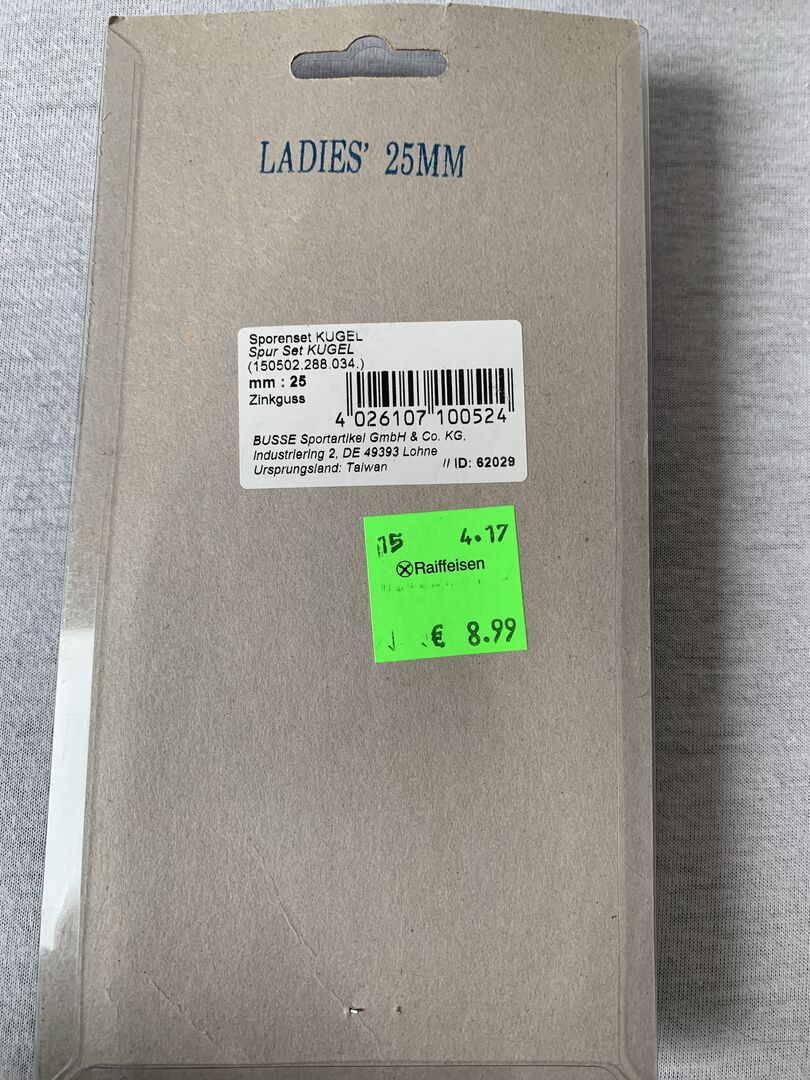 LADIES' 25MM
Sporenset KUGEL
Spur Set KUGEL
(150502.288.034.)
mm : 25
Zinkguss
4 026107 100524
BUSSE Sportartikel GmbH & Co. KG,
Industriering 2, DE 49393 Lohne
Ursprungsland: Taiwan // ID: 62029
15 4.17
Raiffeisen
€ 8.99